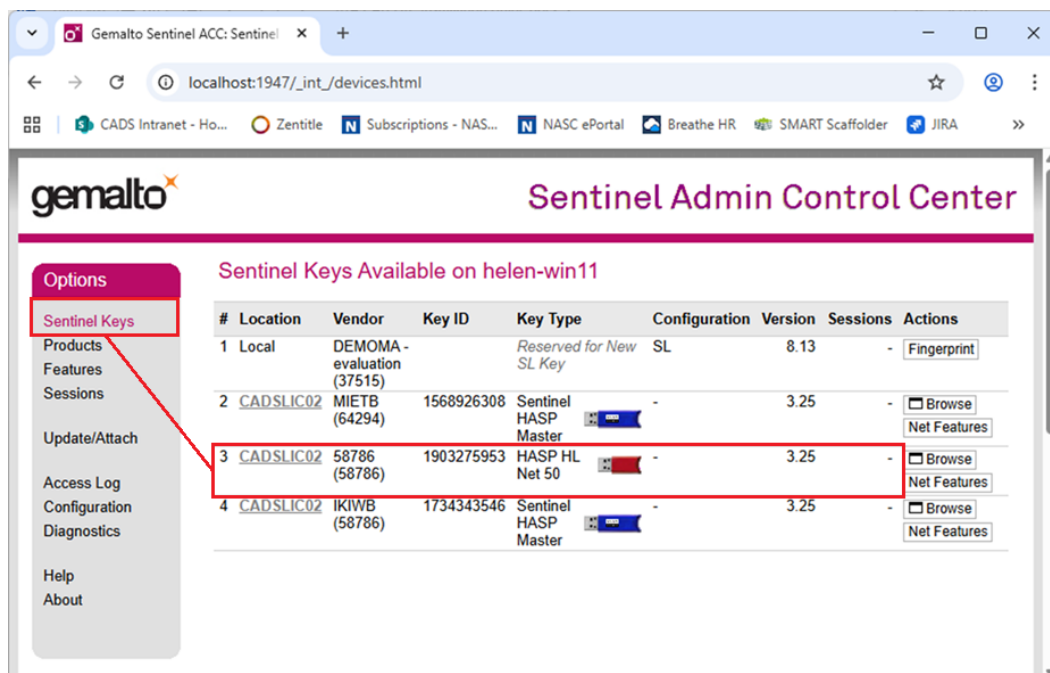 Gemalto Sentinel ACC: Sentinel
localhost:1947/_int_/devices.html
CADS Intranet - Ho...
Zentitle
Subscriptions - NAS...
NASC ePortal
Breathe HR
SMART Scaffolder
JIRA
»
gemalto
Sentinel Admin Control Center
Options
Sentinel Keys
Products
Features
Sessions
Update/Attach
Access Log
Configuration
Diagnostics
Help
About
Sentinel Keys Available on helen-win11
# Location Vendor Key ID Key Type Configuration Version Sessions Actions
1 Local DEMOMA - Reserved for New SL 8.13 - Fingerprint
evaluation SL Key
(37515)
2 CADSLIC02 MIETB 1568926308 Sentinel - 3.25 - Browse
(64294) HASP Net Features
Master
3 CADSLIC02 58786 1903275953 HASP HL - 3.25 - Browse
(58786) Net 50 Net Features
4 CADSLIC02 IKIWB 1734343546 Sentinel - 3.25 - Browse
(58786) HASP Net Features
Master